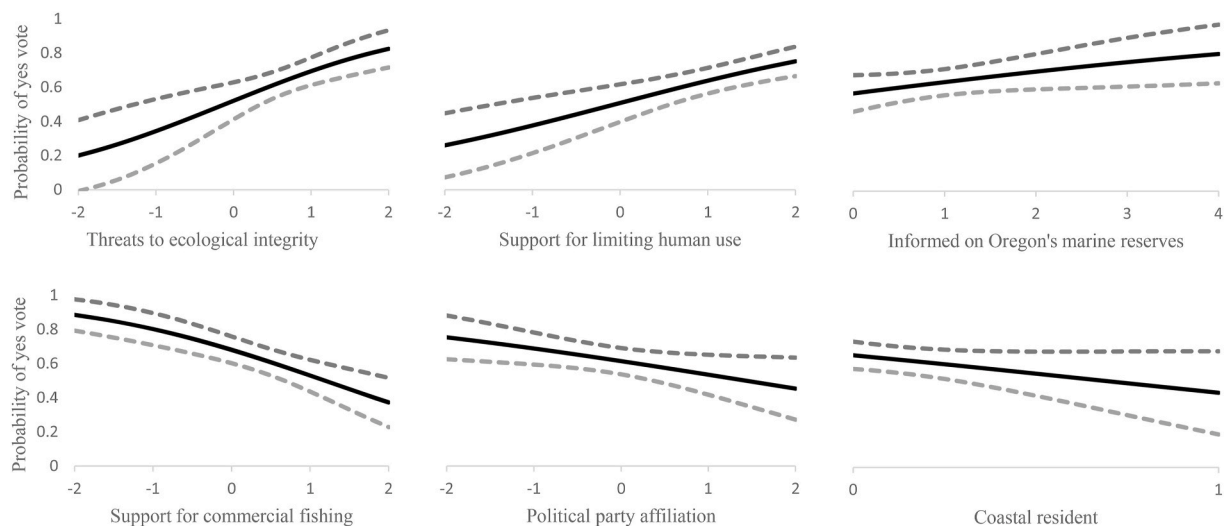 Probability of yes vote
1
0.8
0.6
0.4
0.2
0
-2 -1 0 1 2
Threats to ecological integrity
-2 -1 0 1 2
Support for limiting human use
0 1 2 3 4
Informed on Oregon's marine reserves
Probability of yes vote
1
0.8
0.6
0.4
0.2
0
-2 -1 0 1 2
Support for commercial fishing
-2 -1 0 1 2
Political party affiliation
0 1
Coastal resident